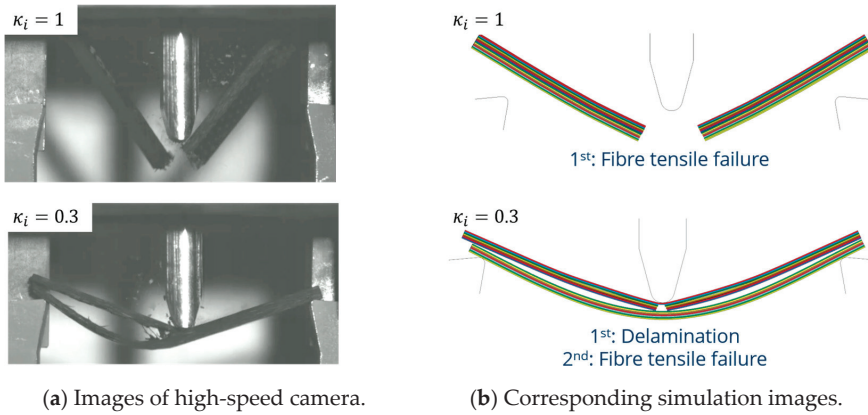 κᵢ = 1
κᵢ = 1
1ˢᵗ: Fibre tensile failure
κᵢ = 0.3
κᵢ = 0.3
1ˢᵗ: Delamination
2ⁿᵈ: Fibre tensile failure
(a) Images of high-speed camera.
(b) Corresponding simulation images.